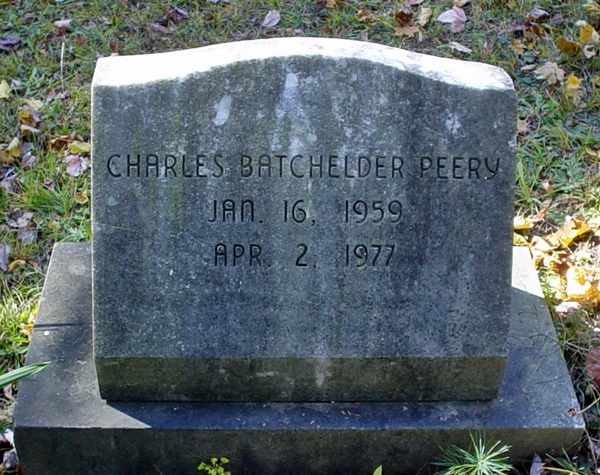 CHARLES BATCHELDER PEERY
JAN. 16, 1959
APR. 2, 1977